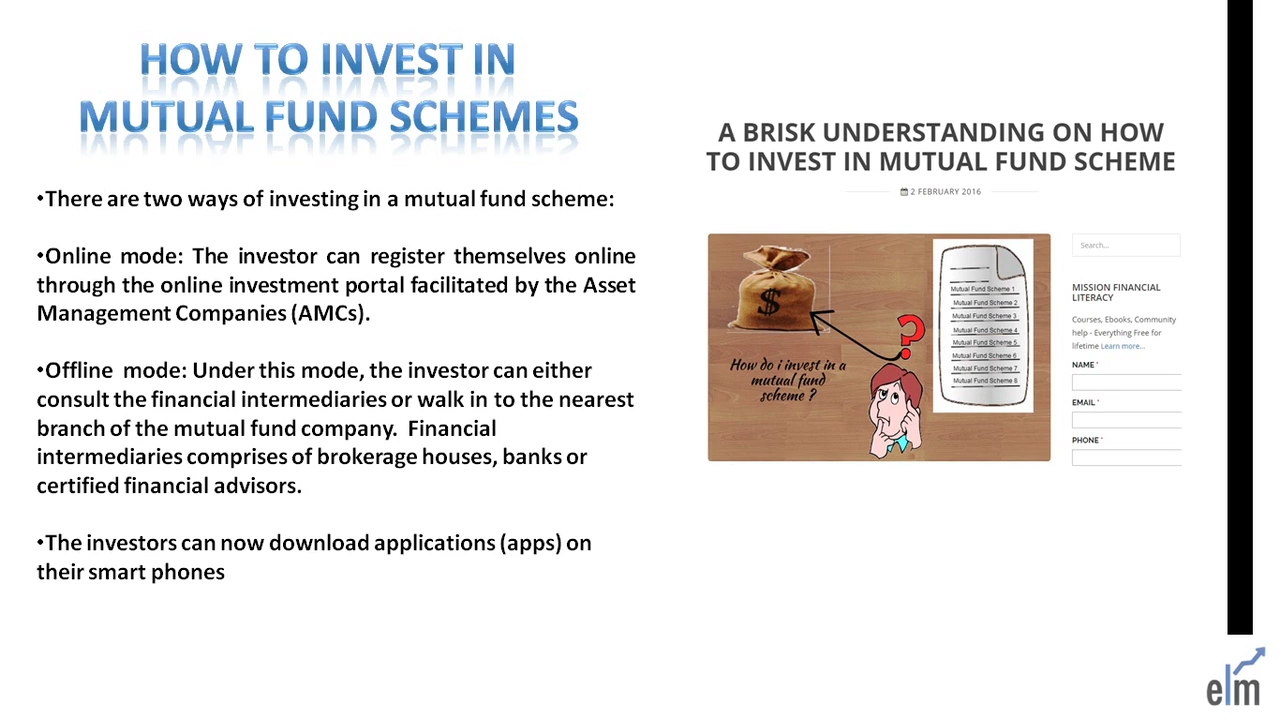 HOW TO INVEST IN
MUTUAL FUND SCHEMES
•There are two ways of investing in a mutual fund scheme:
•Online mode: The investor can register themselves online
through the online investment portal facilitated by the Asset
Management Companies (AMCs).
•Offline mode: Under this mode, the investor can either
consult the financial intermediaries or walk in to the nearest
branch of the mutual fund company. Financial
intermediaries comprises of brokerage houses, banks or
certified financial advisors.
•The investors can now download applications (apps) on
their smart phones
A BRISK UNDERSTANDING ON HOW
TO INVEST IN MUTUAL FUND SCHEME
2 FEBRUARY 2016
$
How do i invest in a
mutual fund
scheme ?
?
Mutual Fund Scheme 1
Mutual Fund Scheme 2
Mutual Fund Scheme 3
Mutual Fund Scheme 4
Mutual Fund Scheme 5
Mutual Fund Scheme 6
Mutual Fund Scheme 7
Mutual Fund Scheme 8
Search...
MISSION FINANCIAL
LITERACY
Courses, Ebooks, Community
help - Everything Free for
lifetime Learn more...
NAME *
EMAIL *
PHONE *
elm